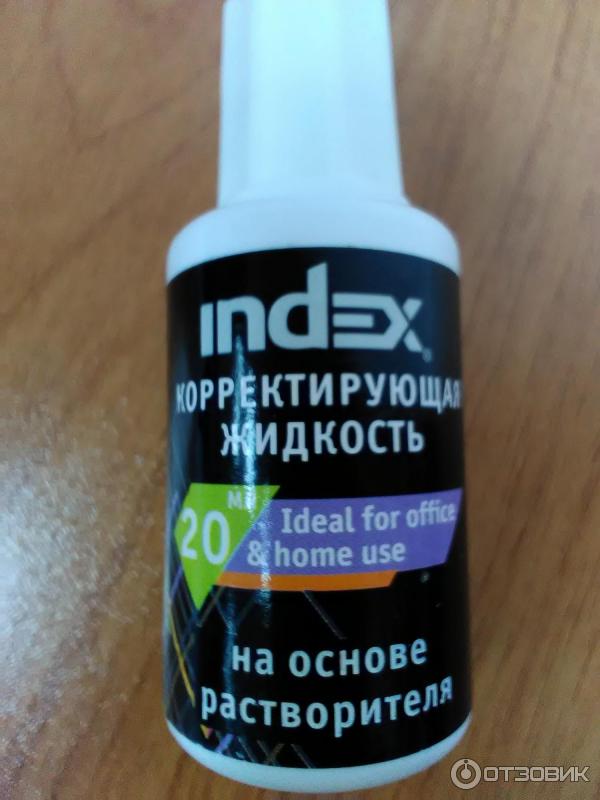 index
КОРРЕКТИРУЮЩАЯ
ЖИДКОСТЬ
20
Ideal for office
& home use
на основе
растворителя
ОТЗОВИК